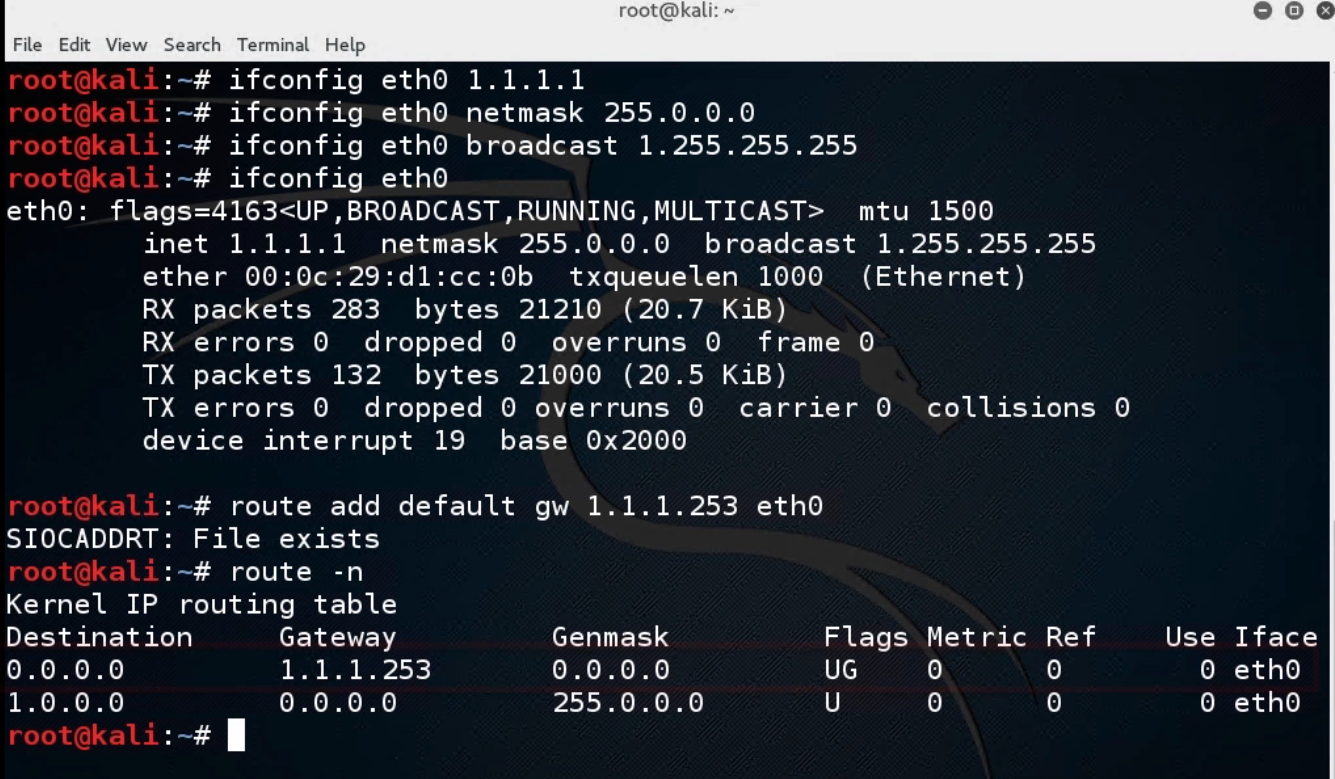 root@kali: ~
File Edit View Search Terminal Help
root@kali:~# ifconfig eth0 1.1.1.1
root@kali:~# ifconfig eth0 netmask 255.0.0.0
root@kali:~# ifconfig eth0 broadcast 1.255.255.255
root@kali:~# ifconfig eth0
eth0: flags=4163<UP,BROADCAST,RUNNING,MULTICAST>  mtu 1500
        inet 1.1.1.1  netmask 255.0.0.0  broadcast 1.255.255.255
        ether 00:0c:29:d1:cc:0b  txqueuelen 1000  (Ethernet)
        RX packets 283  bytes 21210 (20.7 KiB)
        RX errors 0  dropped 0  overruns 0  frame 0
        TX packets 132  bytes 21000 (20.5 KiB)
        TX errors 0  dropped 0 overruns 0  carrier 0  collisions 0
        device interrupt 19  base 0x2000
root@kali:~# route add default gw 1.1.1.253 eth0
SIOCADDRT: File exists
root@kali:~# route -n
Kernel IP routing table
Destination     Gateway         Genmask         Flags Metric Ref    Use Iface
0.0.0.0         1.1.1.253       0.0.0.0         UG    0      0        0 eth0
1.0.0.0         0.0.0.0         255.0.0.0       U     0      0        0 eth0
root@kali:~#